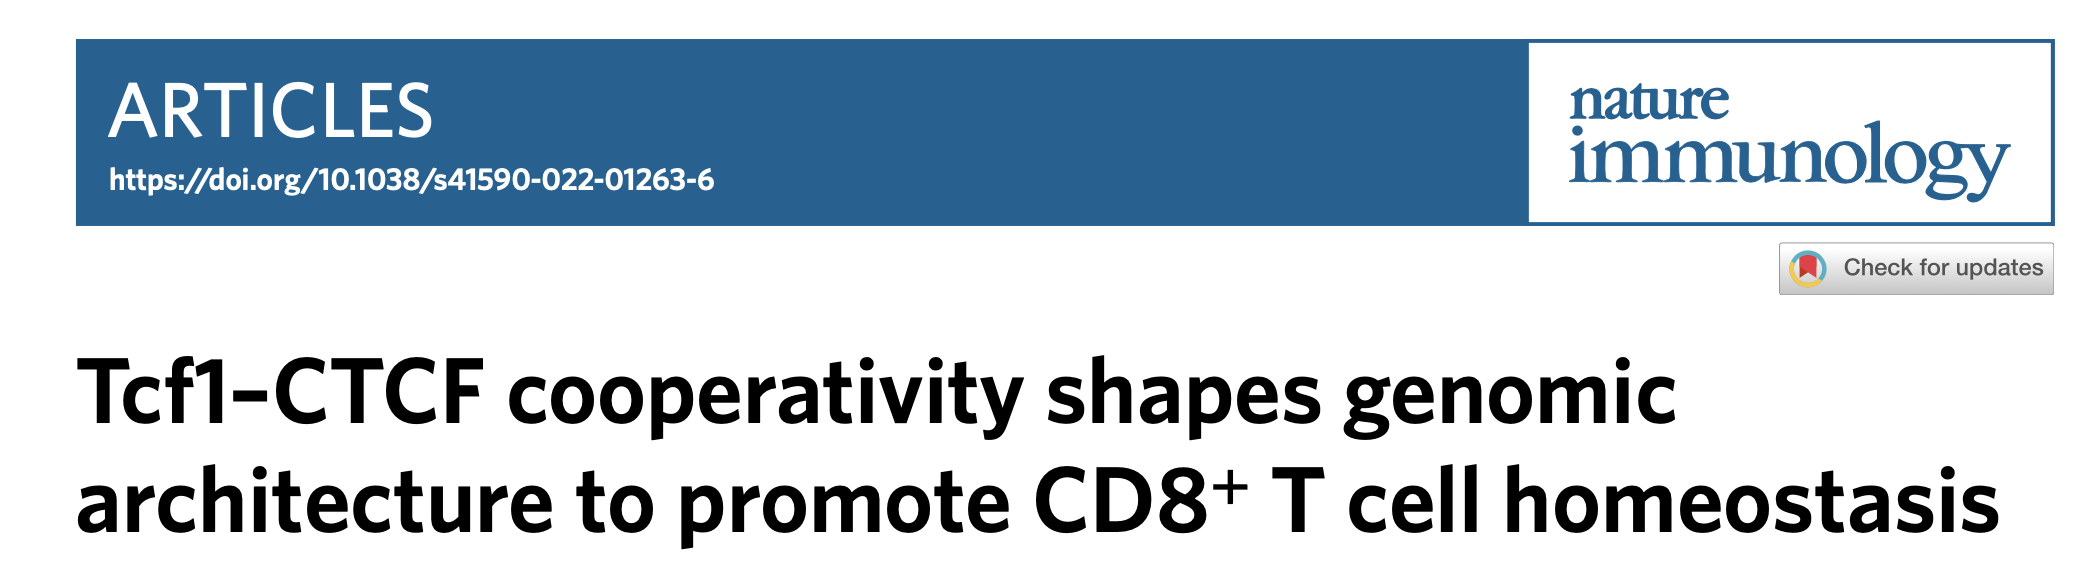 ARTICLES
https://doi.org/10.1038/s41590-022-01263-6
nature
immunology
Check for updates
Tcf1–CTCF cooperativity shapes genomic
architecture to promote CD8⁺ T cell homeostasis